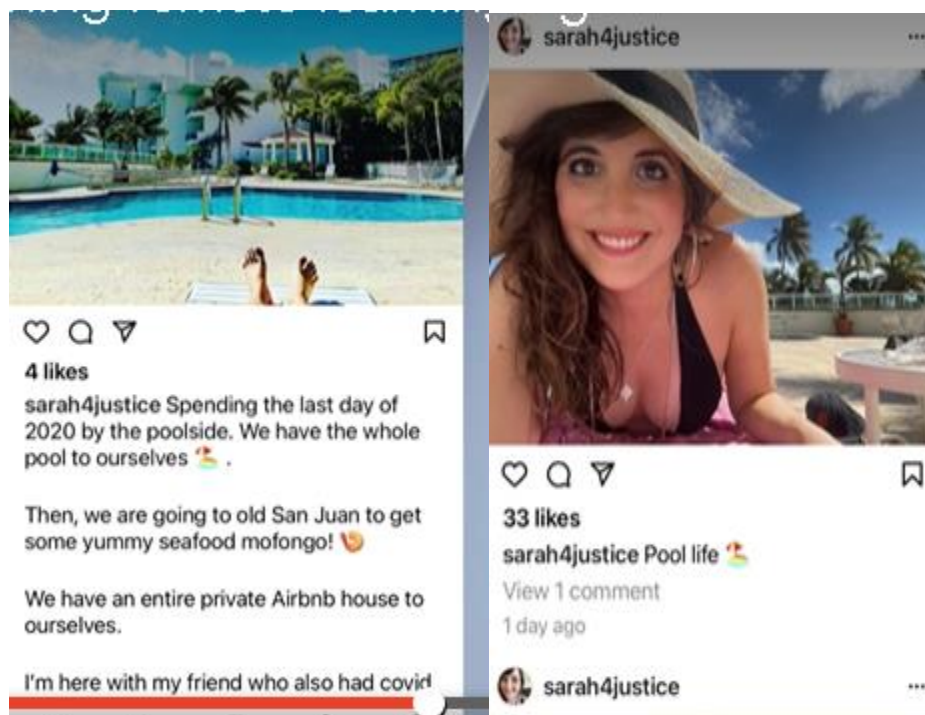 4 likes
sarah4justice Spending the last day of
2020 by the poolside. We have the whole
pool to ourselves 🏖️ .
Then, we are going to old San Juan to get
some yummy seafood mofongo! 🍤
We have an entire private Airbnb house to
ourselves.
I'm here with my friend who also had covid
sarah4justice
33 likes
sarah4justice Pool life 🏖️
View 1 comment
1 day ago
sarah4justice